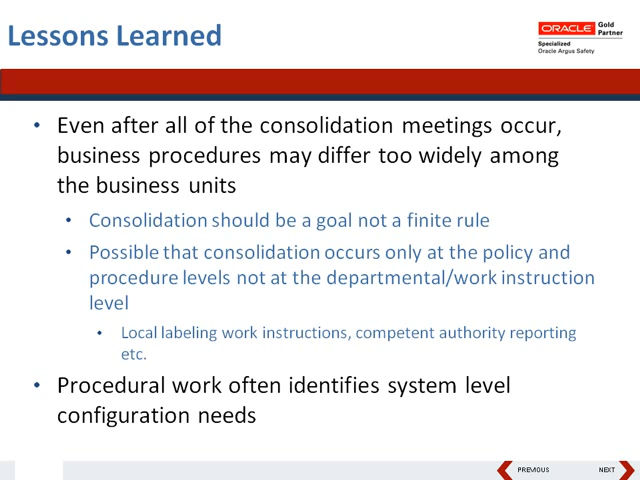 Lessons Learned
ORACLE Gold
Partner
Specialized
Oracle Argus Safety
• Even after all of the consolidation meetings occur,
business procedures may differ too widely among
the business units
• Consolidation should be a goal not a finite rule
• Possible that consolidation occurs only at the policy and
procedure levels not at the departmental/work instruction
level
• Local labeling work instructions, competent authority reporting
etc.
• Procedural work often identifies system level
configuration needs
PREVIOUS NEXT